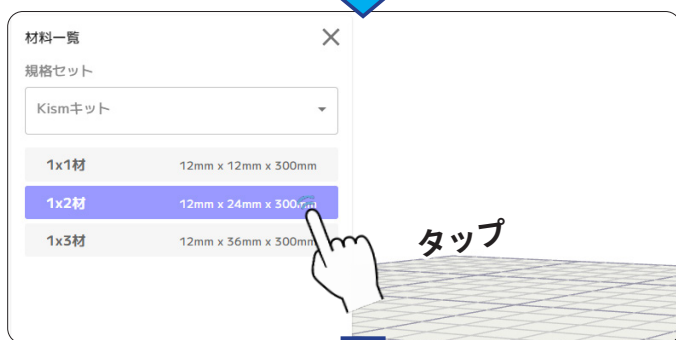 材料一覧
規格セット
Kismキット
1x1材 12mm x 12mm x 300mm
1x2材 12mm x 24mm x 300mm
1x3材 12mm x 36mm x 300mm
タップ